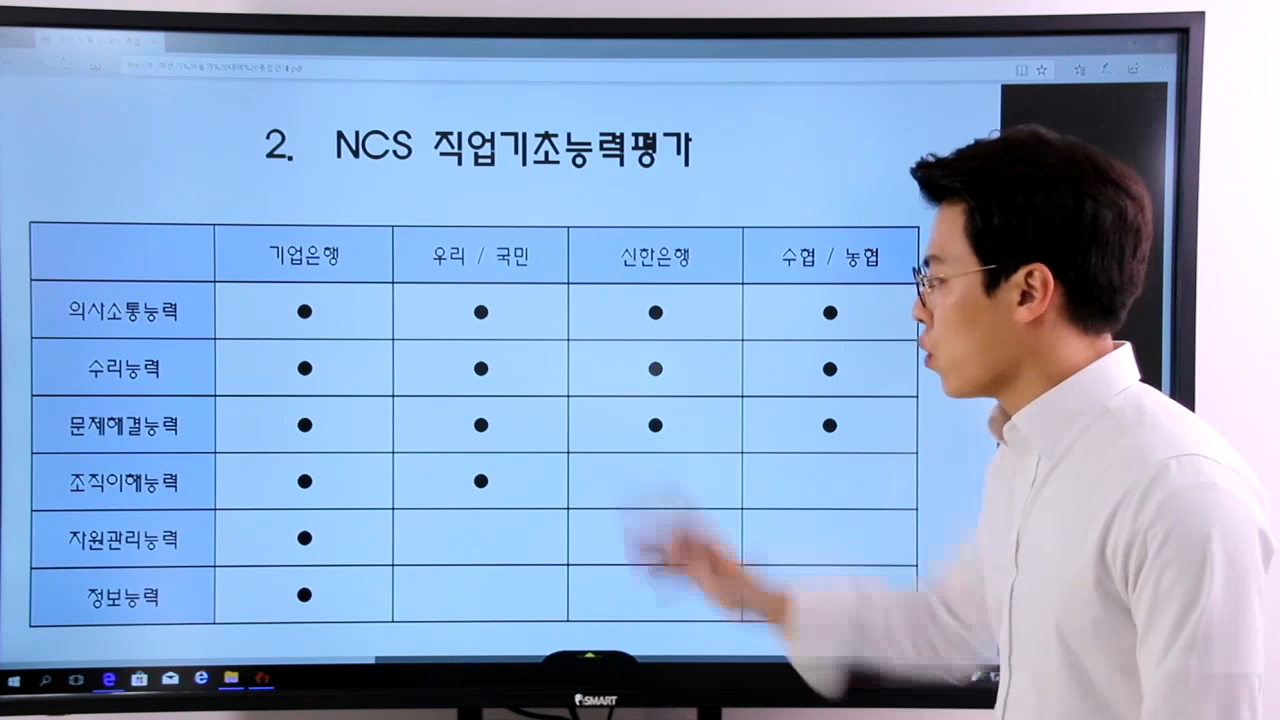 2. NCS 직업기초능력평가
기업은행 우리 / 국민 신한은행 수협 / 농협
의사소통능력 ● ● ● ●
수리능력 ● ● ● ●
문제해결능력 ● ● ● ●
조직이해능력 ● ●
자원관리능력 ●
정보능력 ●
SMART